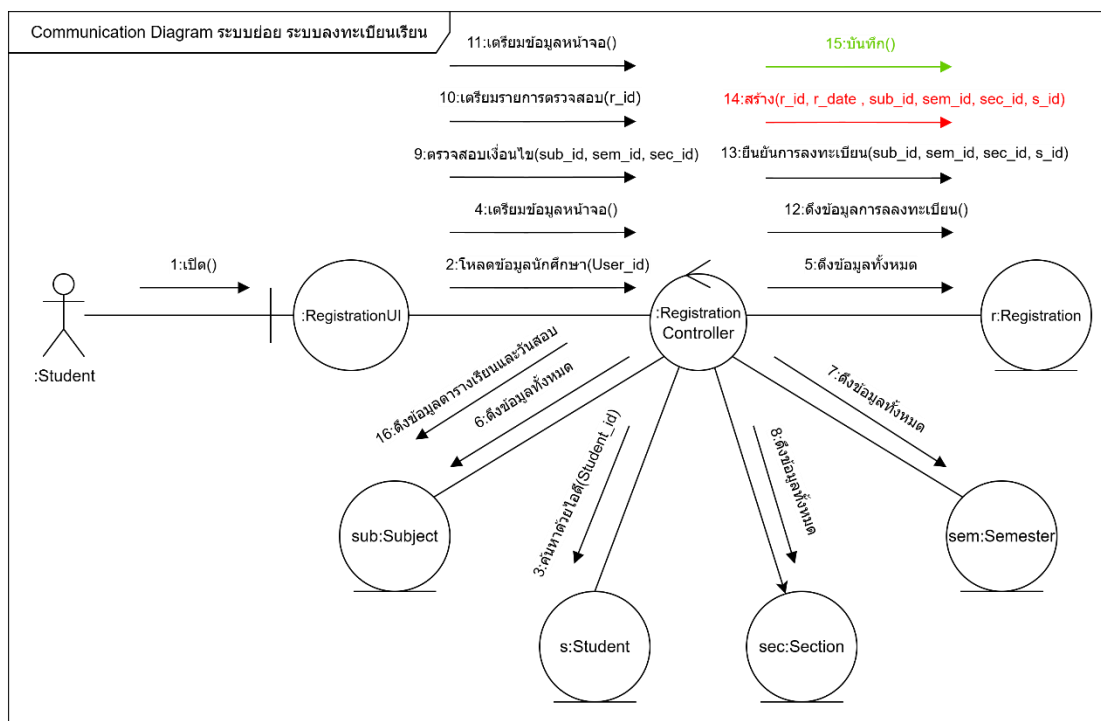 Communication Diagram ระบบย่อย ระบบลงทะเบียนเรียน
11:เตรียมข้อมูลหน้าจอ()
15:บันทึก()
10:เตรียมรายการตรวจสอบ(r_id)
14:สร้าง(r_id, r_date , sub_id, sem_id, sec_id, s_id)
9:ตรวจสอบเงื่อนไข(sub_id, sem_id, sec_id)
13:ยืนยันการลงทะเบียน(sub_id, sem_id, sec_id, s_id)
4:เตรียมข้อมูลหน้าจอ()
12:ดึงข้อมูลการลลงทะเบียน()
1:เปิด()
2:โหลดข้อมูลนักศึกษา(User_id)
5:ดึงข้อมูลทั้งหมด
:Student
:RegistrationUI
:Registration
Controller
r:Registration
16:ดึงข้อมูลตารางเรียนและวันสอบ
6:ดึงข้อมูลทั้งหมด
3:ค้นหาด้วยไอดี(Student_id)
8:ดึงข้อมูลทั้งหมด
7:ดึงข้อมูลทั้งหมด
sub:Subject
sem:Semester
s:Student
sec:Section